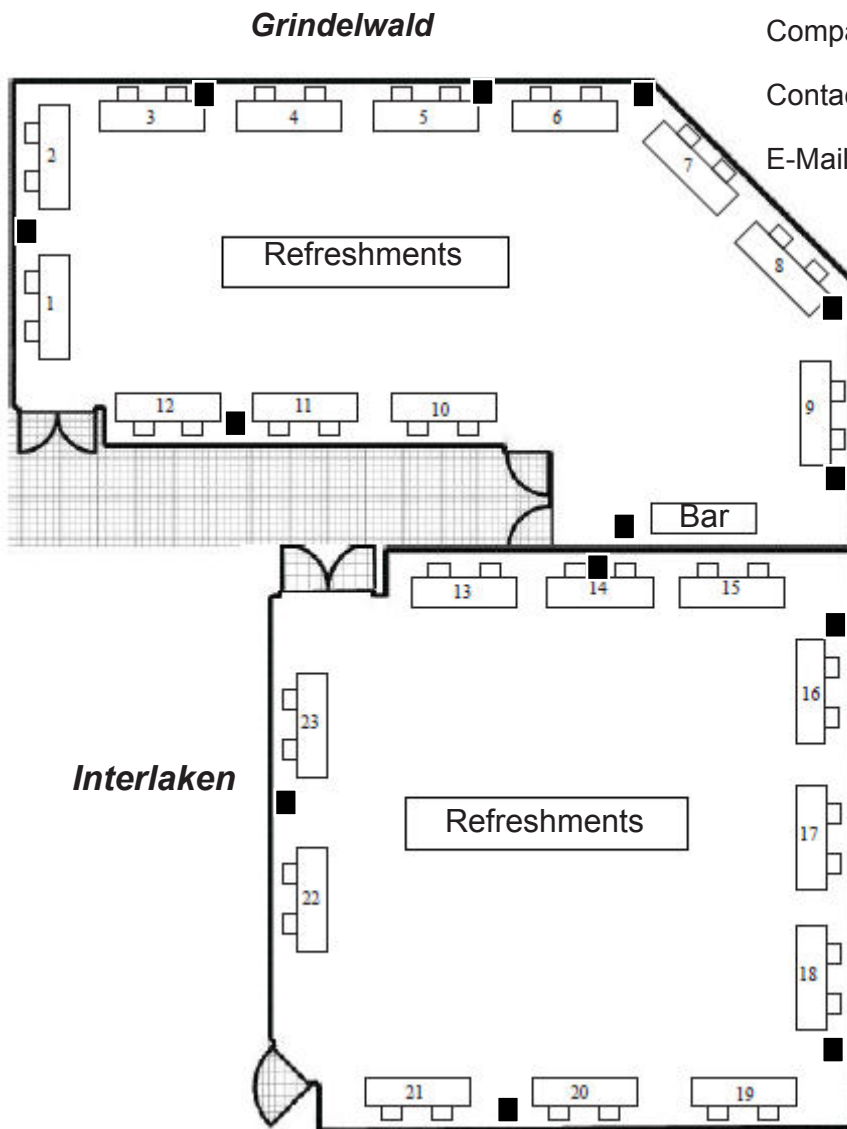 Grindelwald
Compa
Contac
E-Mail
3
4
5
6
2
7
Refreshments
8
1
9
12
11
10
Bar
13
14
15
16
23
Interlaken
Refreshments
17
22
18
21
20
19